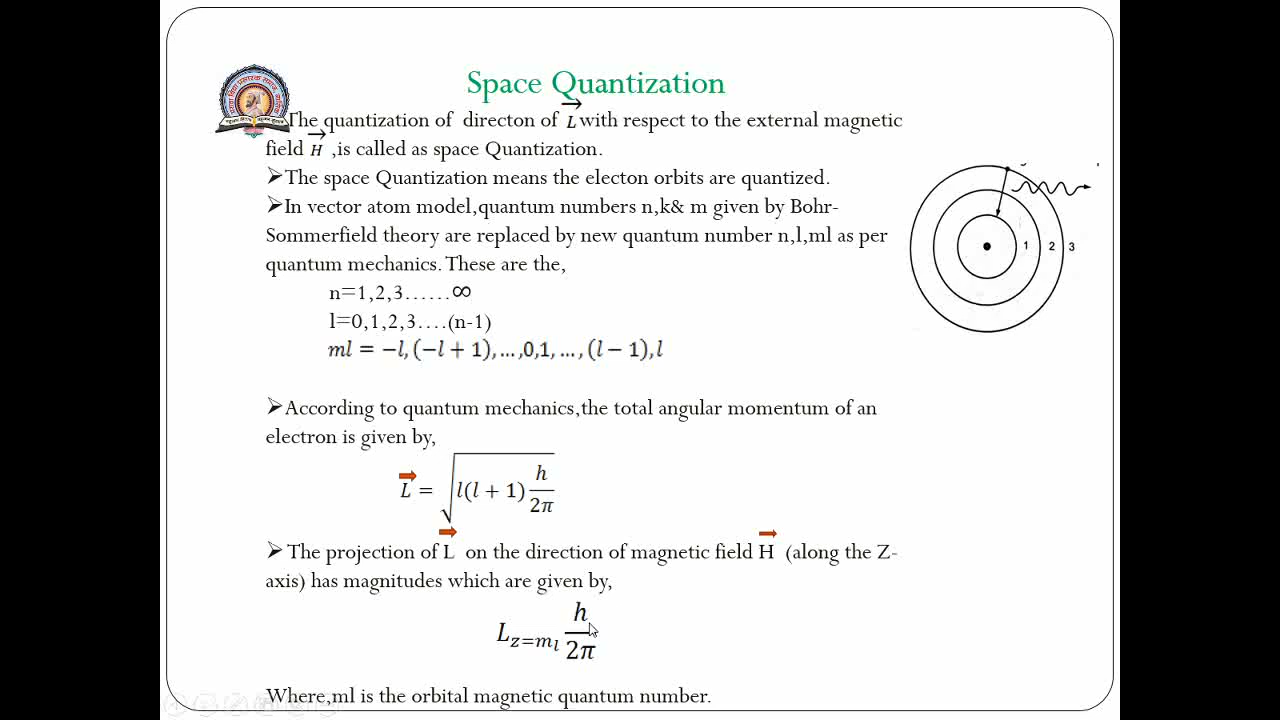 Space Quantization
The quantization of directon of L with respect to the external magnetic
field H ,is called as space Quantization.
➢The space Quantization means the electon orbits are quantized.
➢In vector atom model,quantum numbers n,k& m given by Bohr-
Sommerfield theory are replaced by new quantum number n,l,ml as per
quantum mechanics. These are the,
n=1,2,3……∞
l=0,1,2,3….(n-1)
ml = −l, (−l + 1), … ,0,1, … , (l − 1), l
1 2 3
➢According to quantum mechanics,the total angular momentum of an
electron is given by,
L⃗ = √(l(l + 1) h/2π)
➢ The projection of L⃗ on the direction of magnetic field H⃗ (along the Z-
axis) has magnitudes which are given by,
L_{z=m_l} h/2π
Where,ml is the orbital magnetic quantum number.